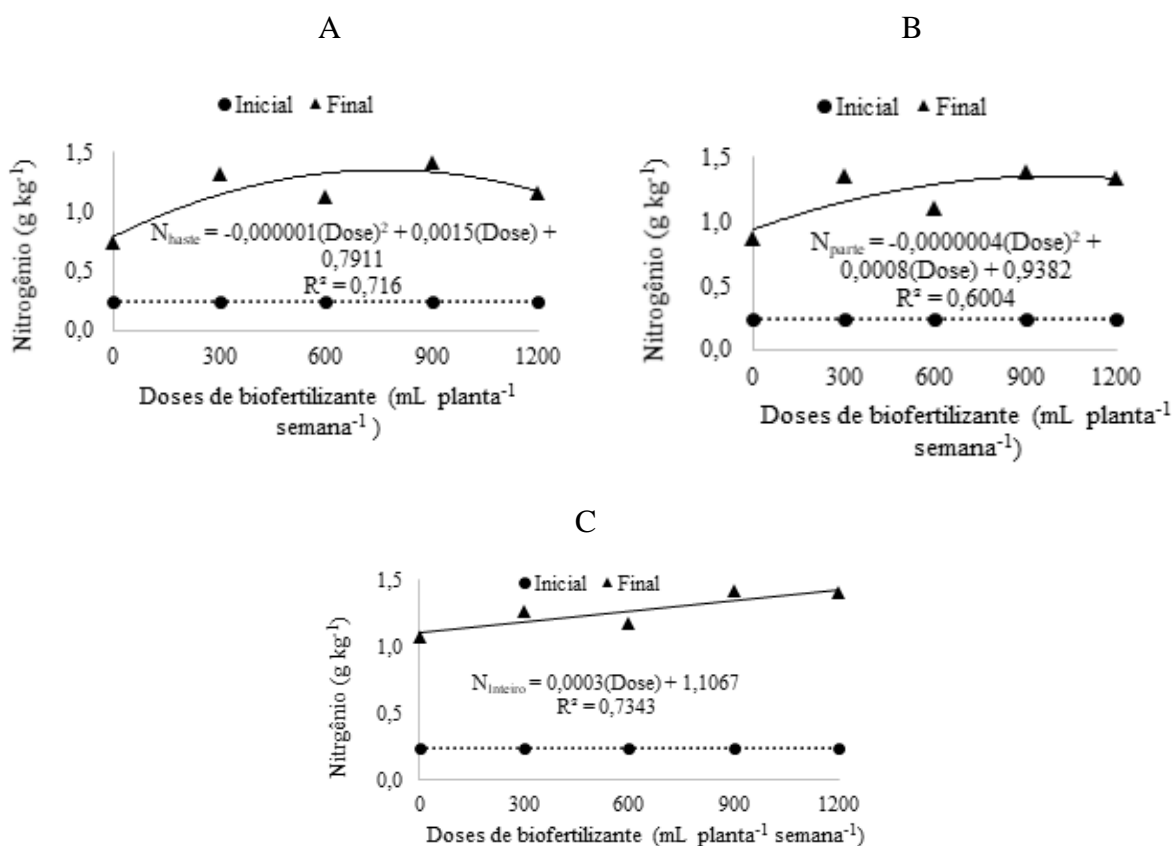 A
B
● Inicial ▲ Final
Nitrogênio (g kg⁻¹)
1,5
1,0
0,5
0,0
N_haste = -0,000001(Dose)² + 0,0015(Dose) +
0,7911
R² = 0,716
0 300 600 900 1200
Doses de biofertilizante (mL planta⁻¹
semana⁻¹ )
● Inicial ▲ Final
Nitrogênio (g kg⁻¹)
1,5
1,0
0,5
0,0
N_parte = -0,0000004(Dose)² +
0,0008(Dose) + 0,9382
R² = 0,6004
0 300 600 900 1200
Doses de biofertilizante (mL planta⁻¹
semana⁻¹)
C
● Inicial ▲ Final
Nitrgênio (g kg⁻¹)
1,5
1,0
0,5
0,0
N_Inteiro = 0,0003(Dose) + 1,1067
R² = 0,7343
0 300 600 900 1200
Doses de biofertilizante (mL planta⁻¹ semana⁻¹)